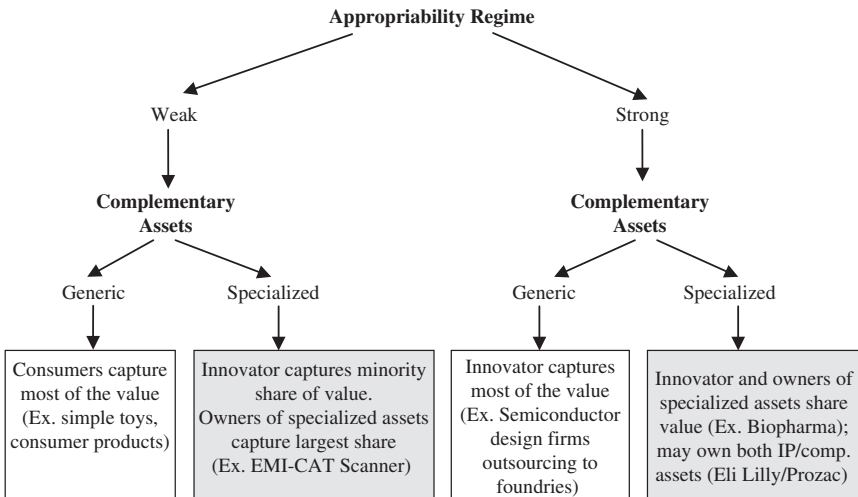 Appropriability Regime
Weak
Strong
Complementary
Assets
Complementary
Assets
Generic
Specialized
Generic
Specialized
Consumers capture
most of the value
(Ex. simple toys,
consumer products)
Innovator captures minority
share of value.
Owners of specialized assets
capture largest share
(Ex. EMI-CAT Scanner)
Innovator captures
most of the value
(Ex. Semiconductor
design firms
outsourcing to
foundries)
Innovator and owners of
specialized assets share
value (Ex. Biopharma);
may own both IP/comp.
assets (Eli Lilly/Prozac)